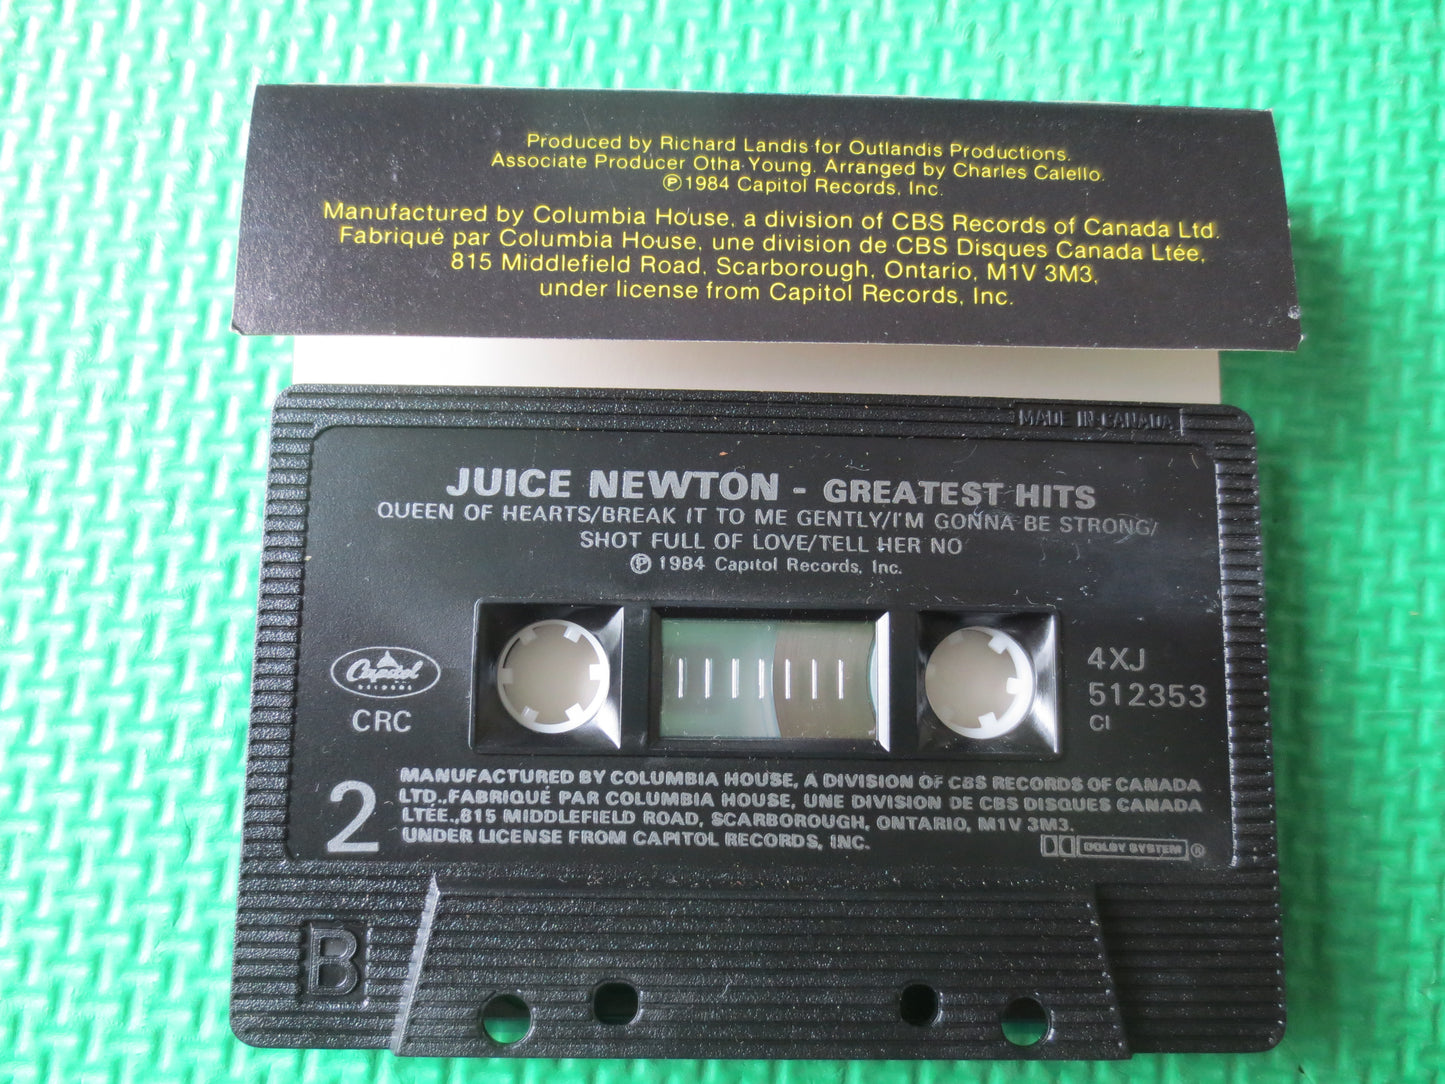 Produced by Richard Landis for Outlandis Productions.
Associate Producer Otha Young. Arranged by Charles Calello.
℗1984 Capitol Records, Inc.
Manufactured by Columbia House, a division of CBS Records of Canada Ltd.
Fabriqué par Columbia House, une division de CBS Disques Canada Ltée,
815 Middlefield Road, Scarborough, Ontario, M1V 3M3,
under license from Capitol Records, Inc.
MADE IN CANADA
JUICE NEWTON - GREATEST HITS
QUEEN OF HEARTS/BREAK IT TO ME GENTLY/I'M GONNA BE STRONG/
SHOT FULL OF LOVE/TELL HER NO
℗ 1984 Capitol Records, Inc.
Capitol
RECORDS
CRC
4XJ
512353
CI
2
MANUFACTURED BY COLUMBIA HOUSE, A DIVISION OF CBS RECORDS OF CANADA
LTD., FABRIQUÉ PAR COLUMBIA HOUSE, UNE DIVISION DE CBS DISQUES CANADA
LTÉE., 815 MIDDLEFIELD ROAD, SCARBOROUGH, ONTARIO, M1V 3M3.
UNDER LICENSE FROM CAPITOL RECORDS, INC.
DOLBY SYSTEM ®
B